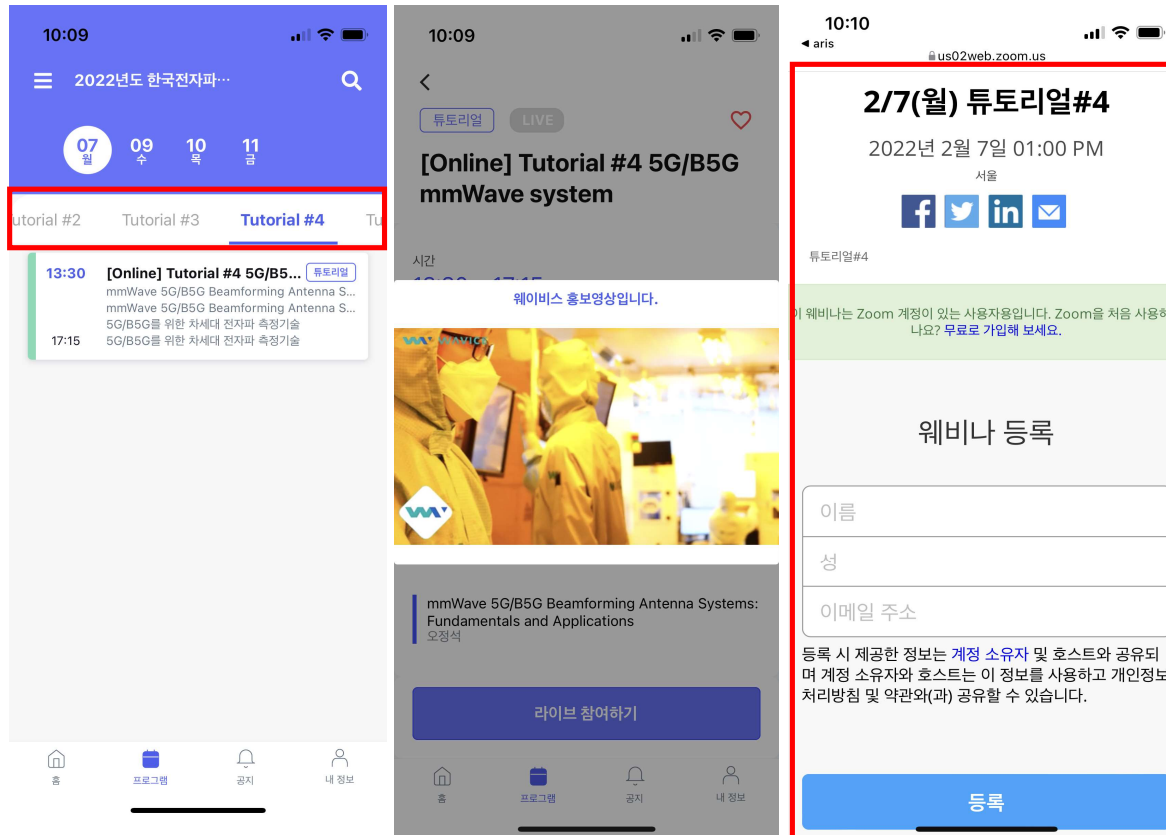 10:09
2022년도 한국전자파…
07
월
09
수
10
목
11
금
utorial #2
Tutorial #3
Tutorial #4
Tu
13:30
[Online] Tutorial #4 5G/B5...
튜토리얼
mmWave 5G/B5G Beamforming Antenna S...
mmWave 5G/B5G Beamforming Antenna S...
5G/B5G를 위한 차세대 전자파 측정기술
17:15
5G/B5G를 위한 차세대 전자파 측정기술
홈
프로그램
공지
내 정보
10:09
튜토리얼
LIVE
[Online] Tutorial #4 5G/B5G
mmWave system
시간
웨이비스 홍보영상입니다.
WAVICE
mmWave 5G/B5G Beamforming Antenna Systems:
Fundamentals and Applications
오정석
라이브 참여하기
홈
프로그램
공지
내 정보
10:10
◀ aris
us02web.zoom.us
2/7(월) 튜토리얼#4
2022년 2월 7일 01:00 PM
서울
튜토리얼#4
이 웨비나는 Zoom 계정이 있는 사용자용입니다. Zoom을 처음 사용하
나요? 무료로 가입해 보세요.
웨비나 등록
이름
성
이메일 주소
등록 시 제공한 정보는 계정 소유자 및 호스트와 공유되
며 계정 소유자와 호스트는 이 정보를 사용하고 개인정보
처리방침 및 약관와(과) 공유할 수 있습니다.
등록